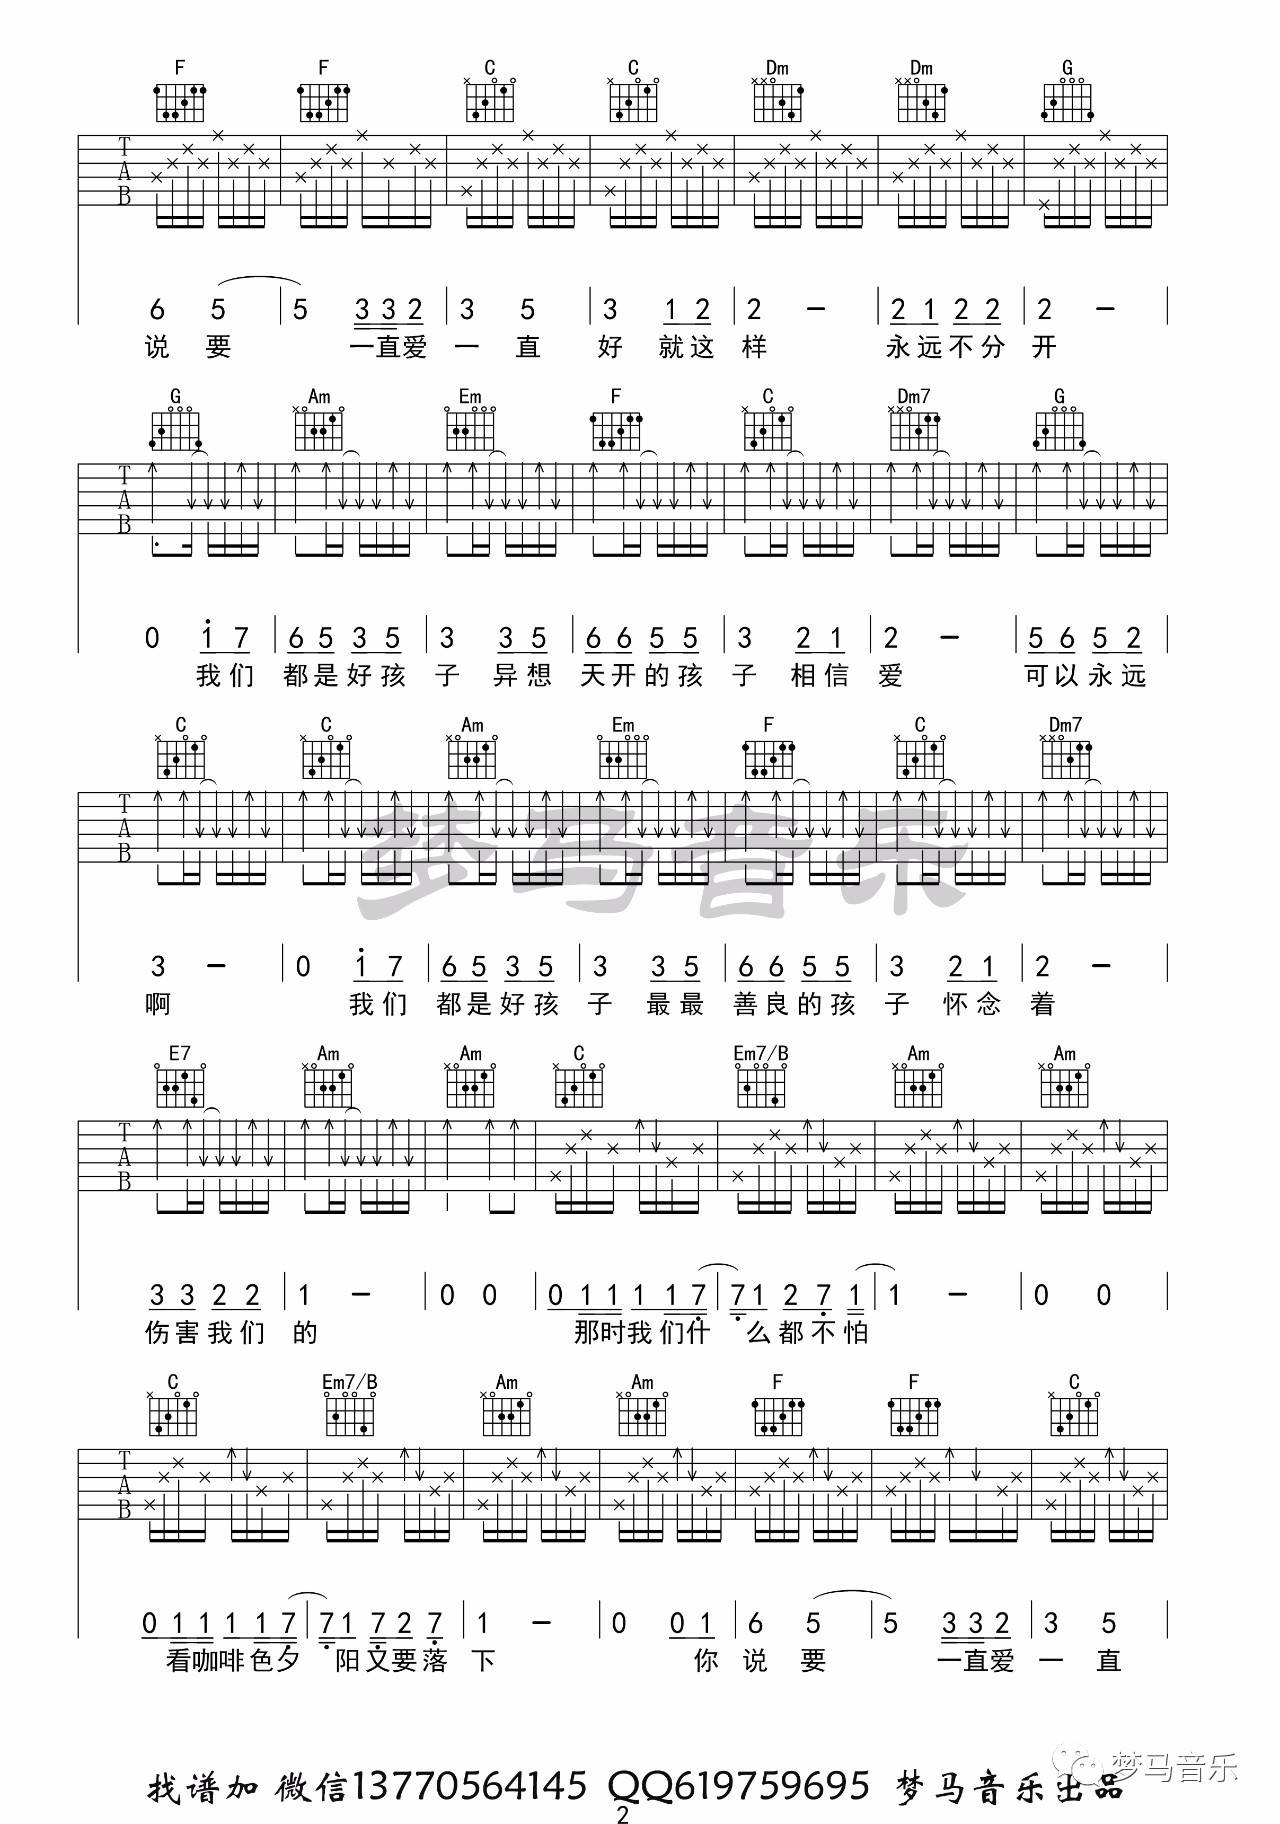 F F C C Dm Dm G
T A B
6 5 | 5 3 3 2 | 3 5 | 3 1 2 | 2 － | 2 1 2 2 | 2 － |
说 要 一直爱 一 直 好 就这 样 永远不分 开
G Am Em F C Dm7 G
T A B
0 1 7 | 6 5 3 5 | 3 3 5 | 6 6 5 5 | 3 2 1 | 2 － | 5 6 5 2 |
我们 都是好孩 子 异想 天开的孩 子 相信 爱 可以永远
C C Am Em F C Dm7
T A B
3 － | 0 1 7 | 6 5 3 5 | 3 3 5 | 6 6 5 5 | 3 2 1 | 2 － |
啊 我们 都是好孩 子 最最 善良的孩 子 怀念 着
E7 Am Am C Em7/B Am Am
T A B
3 3 2 2 | 1 － | 0 0 | 0 1 1 1 1 7 | 7 1 2 7 1 | 1 － | 0 0 |
伤害我们 的 那时我们什 么都不怕
C Em7/B Am Am F F C
T A B
0 1 1 1 1 7 | 7 1 7 2 7 | 1 － | 0 0 1 | 6 5 | 5 3 3 2 | 3 5 |
看咖啡色夕 阳又要落 下 你 说 要 一直爱 一 直
梦马音乐
梦马音乐
找谱加 微信13770564145 QQ619759695 梦马音乐出品
2